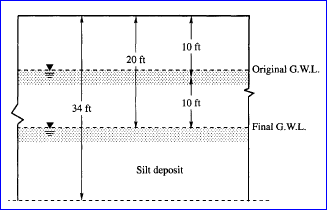 10 ft
20 ft
Original G.W.L.
34 ft
10 ft
Final G.W.L.
Silt deposit